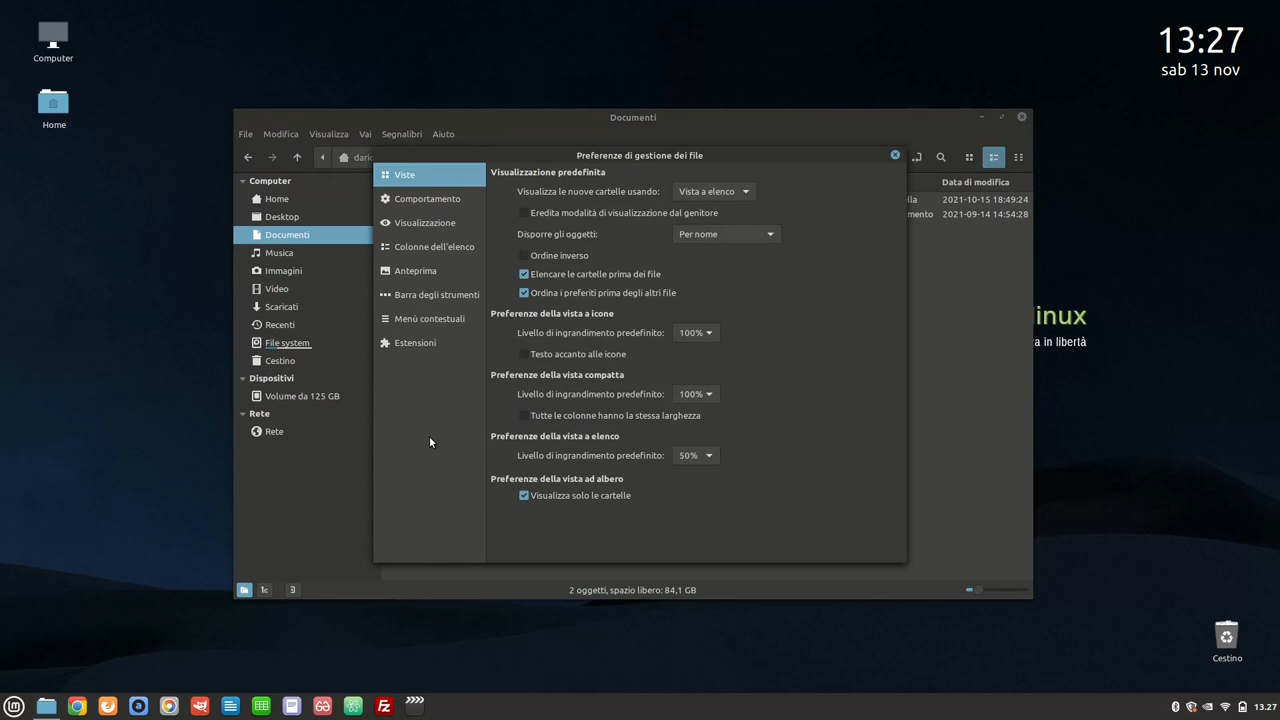 Computer
Home
13:27
sab 13 nov
Documenti
File Modifica Visualizza Vai Segnalibri Aiuto
Preferenze di gestione dei file
Computer
Home
Desktop
Documenti
Musica
Immagini
Video
Scaricati
Recenti
File system
Cestino
Dispositivi
Volume da 125 GB
Rete
Rete
Viste
Comportamento
Visualizzazione
Colonne dell'elenco
Anteprima
Barra degli strumenti
Menù contestuali
Estensioni
Visualizzazione predefinita
Visualizza le nuove cartelle usando: Vista a elenco
Eredita modalità di visualizzazione dal genitore
Disporre gli oggetti: Per nome
Ordine inverso
Elencare le cartelle prima dei file
Ordina i preferiti prima degli altri file
Preferenze della vista a icone
Livello di ingrandimento predefinito: 100%
Testo accanto alle icone
Preferenze della vista compatta
Livello di ingrandimento predefinito: 100%
Tutte le colonne hanno la stessa larghezza
Preferenze della vista a elenco
Livello di ingrandimento predefinito: 50%
Preferenze della vista ad albero
Visualizza solo le cartelle
Data di modifica
2021-10-15 18:49:24
2021-09-14 14:54:28
2 oggetti, spazio libero: 84,1 GB
linux
a in libertà
Cestino
13.27